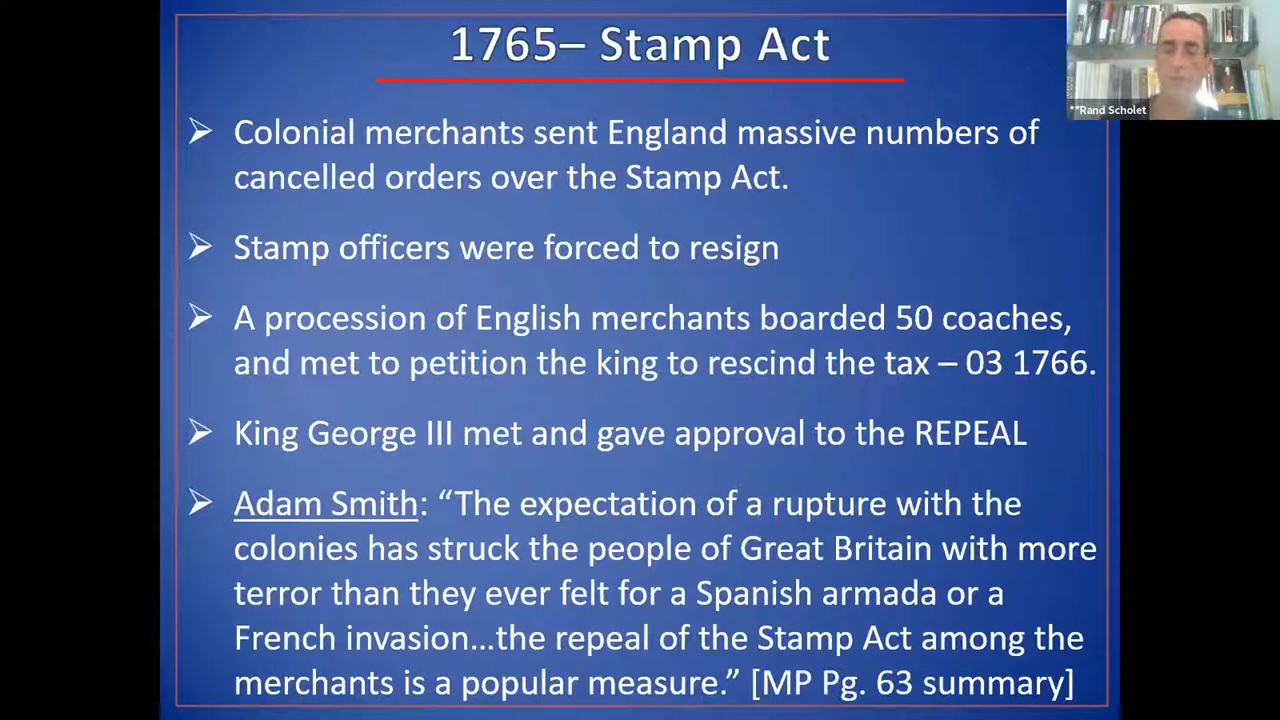 1765– Stamp Act
**Rand Scholet
➢ Colonial merchants sent England massive numbers of
cancelled orders over the Stamp Act.
➢ Stamp officers were forced to resign
➢ A procession of English merchants boarded 50 coaches,
and met to petition the king to rescind the tax – 03 1766.
➢ King George III met and gave approval to the REPEAL
➢ Adam Smith: “The expectation of a rupture with the
colonies has struck the people of Great Britain with more
terror than they ever felt for a Spanish armada or a
French invasion…the repeal of the Stamp Act among the
merchants is a popular measure.” [MP Pg. 63 summary]